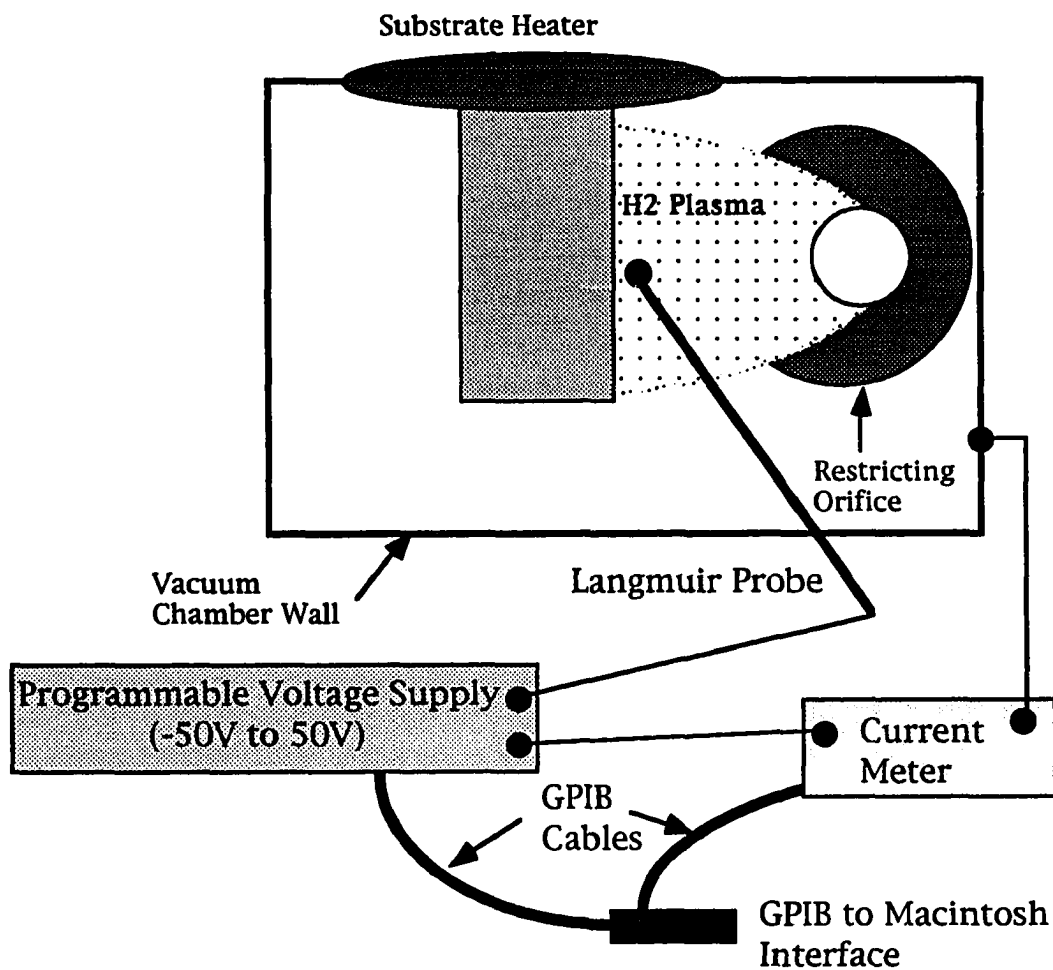 Substrate Heater
H2 Plasma
Restricting
Orifice
Vacuum
Chamber Wall
Langmuir Probe
Programmable Voltage Supply
(-50V to 50V)
Current
Meter
GPIB
Cables
GPIB to Macintosh
Interface